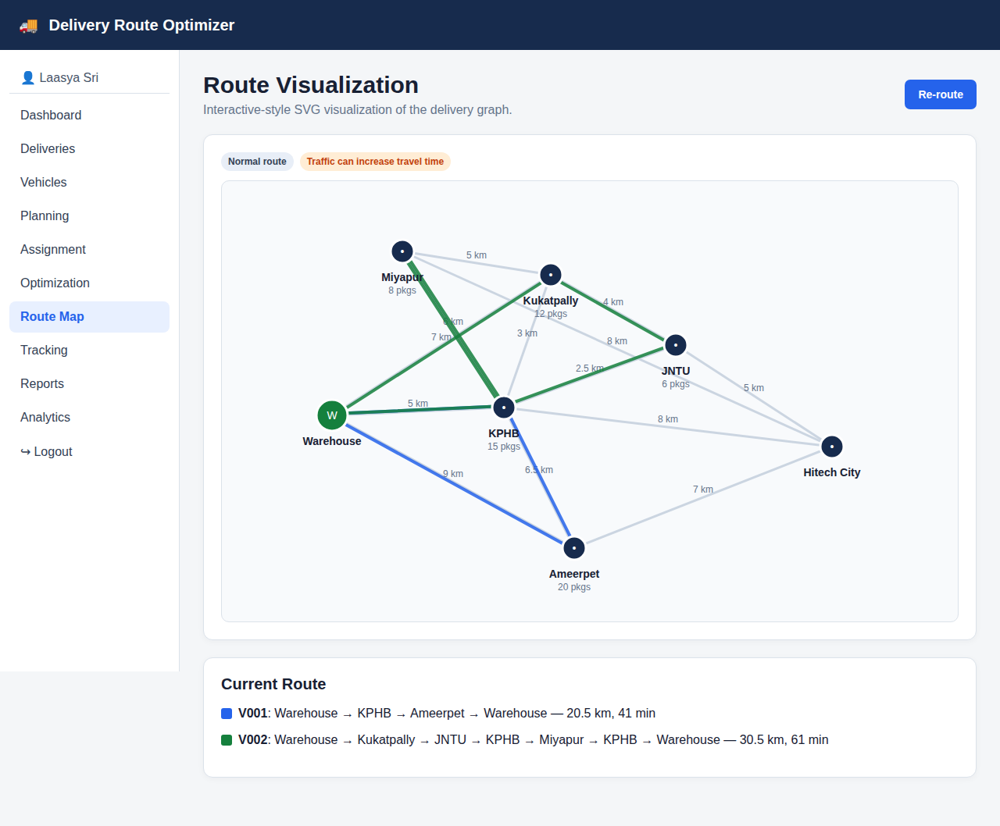 🚚 Delivery Route Optimizer
👤 Laasya Sri
Dashboard
Deliveries
Vehicles
Planning
Assignment
Optimization
Route Map
Tracking
Reports
Analytics
↪ Logout
Route Visualization
Interactive-style SVG visualization of the delivery graph.
Re-route
Normal route
Traffic can increase travel time
5 km
Miyapur
8 pkgs
Kukatpally
12 pkgs
4 km
6 km
7 km
3 km
8 km
2.5 km
JNTU
6 pkgs
5 km
5 km
W
Warehouse
KPHB
15 pkgs
8 km
Hitech City
9 km
6.5 km
7 km
Ameerpet
20 pkgs
Current Route
V001: Warehouse → KPHB → Ameerpet → Warehouse — 20.5 km, 41 min
V002: Warehouse → Kukatpally → JNTU → KPHB → Miyapur → KPHB → Warehouse — 30.5 km, 61 min